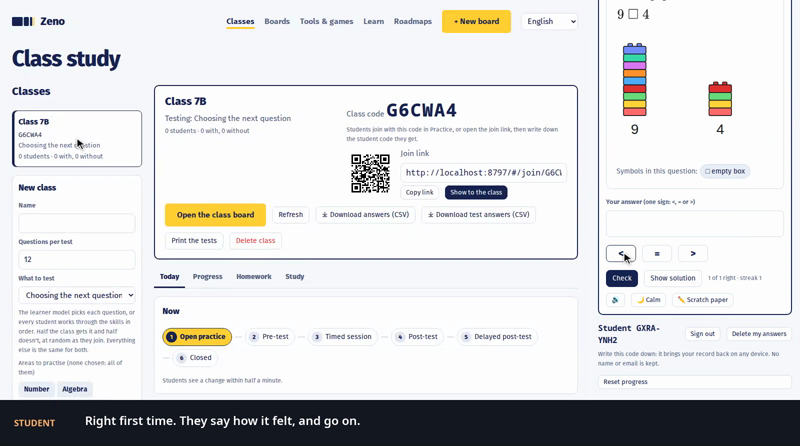 Zeno
Classes
Boards
Tools & games
Learn
Roadmaps
+ New board
English
Class study
Classes
Class 7B
G6CWA4
Choosing the next question
0 students · 0 with, 0 without
New class
Name
Questions per test
12
What to test
Choosing the next question
The learner model picks each question, or
every student works through the skills in
order. Half the class gets it and half
doesn't, at random as they join. Everything
else is the same for both.
Areas to practise (none chosen: all of
them)
Number
Algebra
Class 7B
Testing: Choosing the next question
0 students · 0 with, 0 without
Class code G6CWA4
Students join with this code in Practice, or open the join link, then write down
the student code they get.
Join link
http://localhost:8797/#/join/G6CW
Copy link
Show to the class
Open the class board
Refresh
Download answers (CSV)
Download test answers (CSV)
Print the tests
Delete class
Today
Progress
Homework
Study
Now
1 Open practice
2 Pre-test
3 Timed session
4 Post-test
5 Delayed post-test
6 Closed
Students see a change within half a minute.
9 □ 4
9
4
Symbols in this question: □ empty box
Your answer (one sign: <, = or >)
<
=
>
Check
Show solution
1 of 1 right · streak 1
Calm
Scratch paper
Student GXRA-
YNH2
Sign out
Delete my answers
Write this code down: it brings your record back on any device. No
name or email is kept.
Reset progress
STUDENT
Right first time. They say how it felt, and go on.